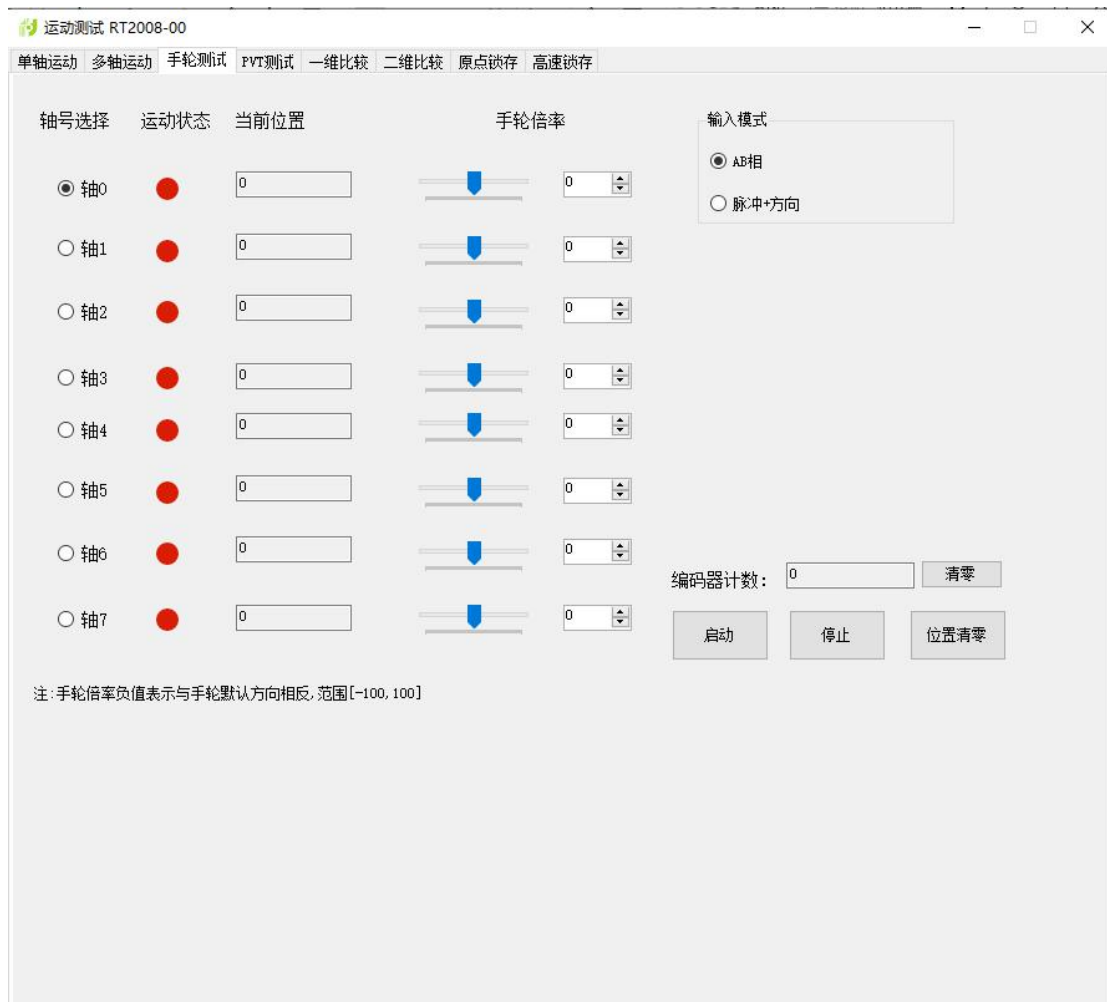 运动测试 RT2008-00
单轴运动 多轴运动 手轮测试 PVT测试 一维比较 二维比较 原点锁存 高速锁存
轴号选择 运动状态 当前位置 手轮倍率 输入模式
AB相
轴0 0 0
脉冲+方向
轴1 0 0
轴2 0 0
轴3 0 0
轴4 0 0
轴5 0 0
轴6 0 0
编码器计数: 0 清零
轴7 0 0
启动 停止 位置清零
注:手轮倍率负值表示与手轮默认方向相反,范围[-100,100]